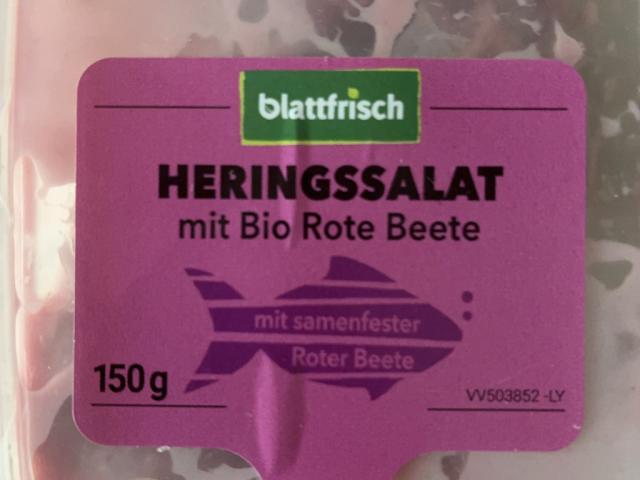 blattfrisch
HERINGSSALAT
mit Bio Rote Beete
mit samenfester
Roter Beete
150g
VV503852 -LY